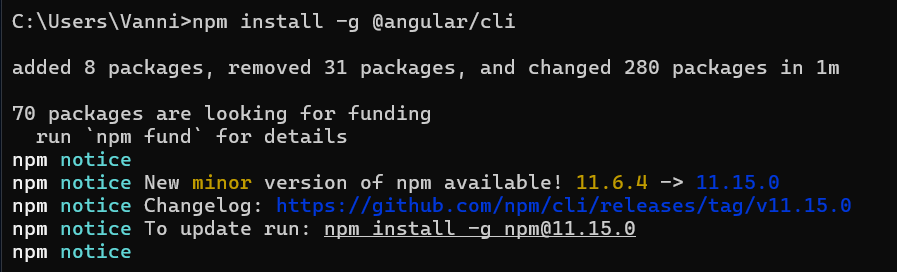 C:\Users\Vanni>npm install -g @angular/cli
added 8 packages, removed 31 packages, and changed 280 packages in 1m
70 packages are looking for funding
  run `npm fund` for details
npm notice
npm notice New minor version of npm available! 11.6.4 -> 11.15.0
npm notice Changelog: https://github.com/npm/cli/releases/tag/v11.15.0
npm notice To update run: npm install -g npm@11.15.0
npm notice